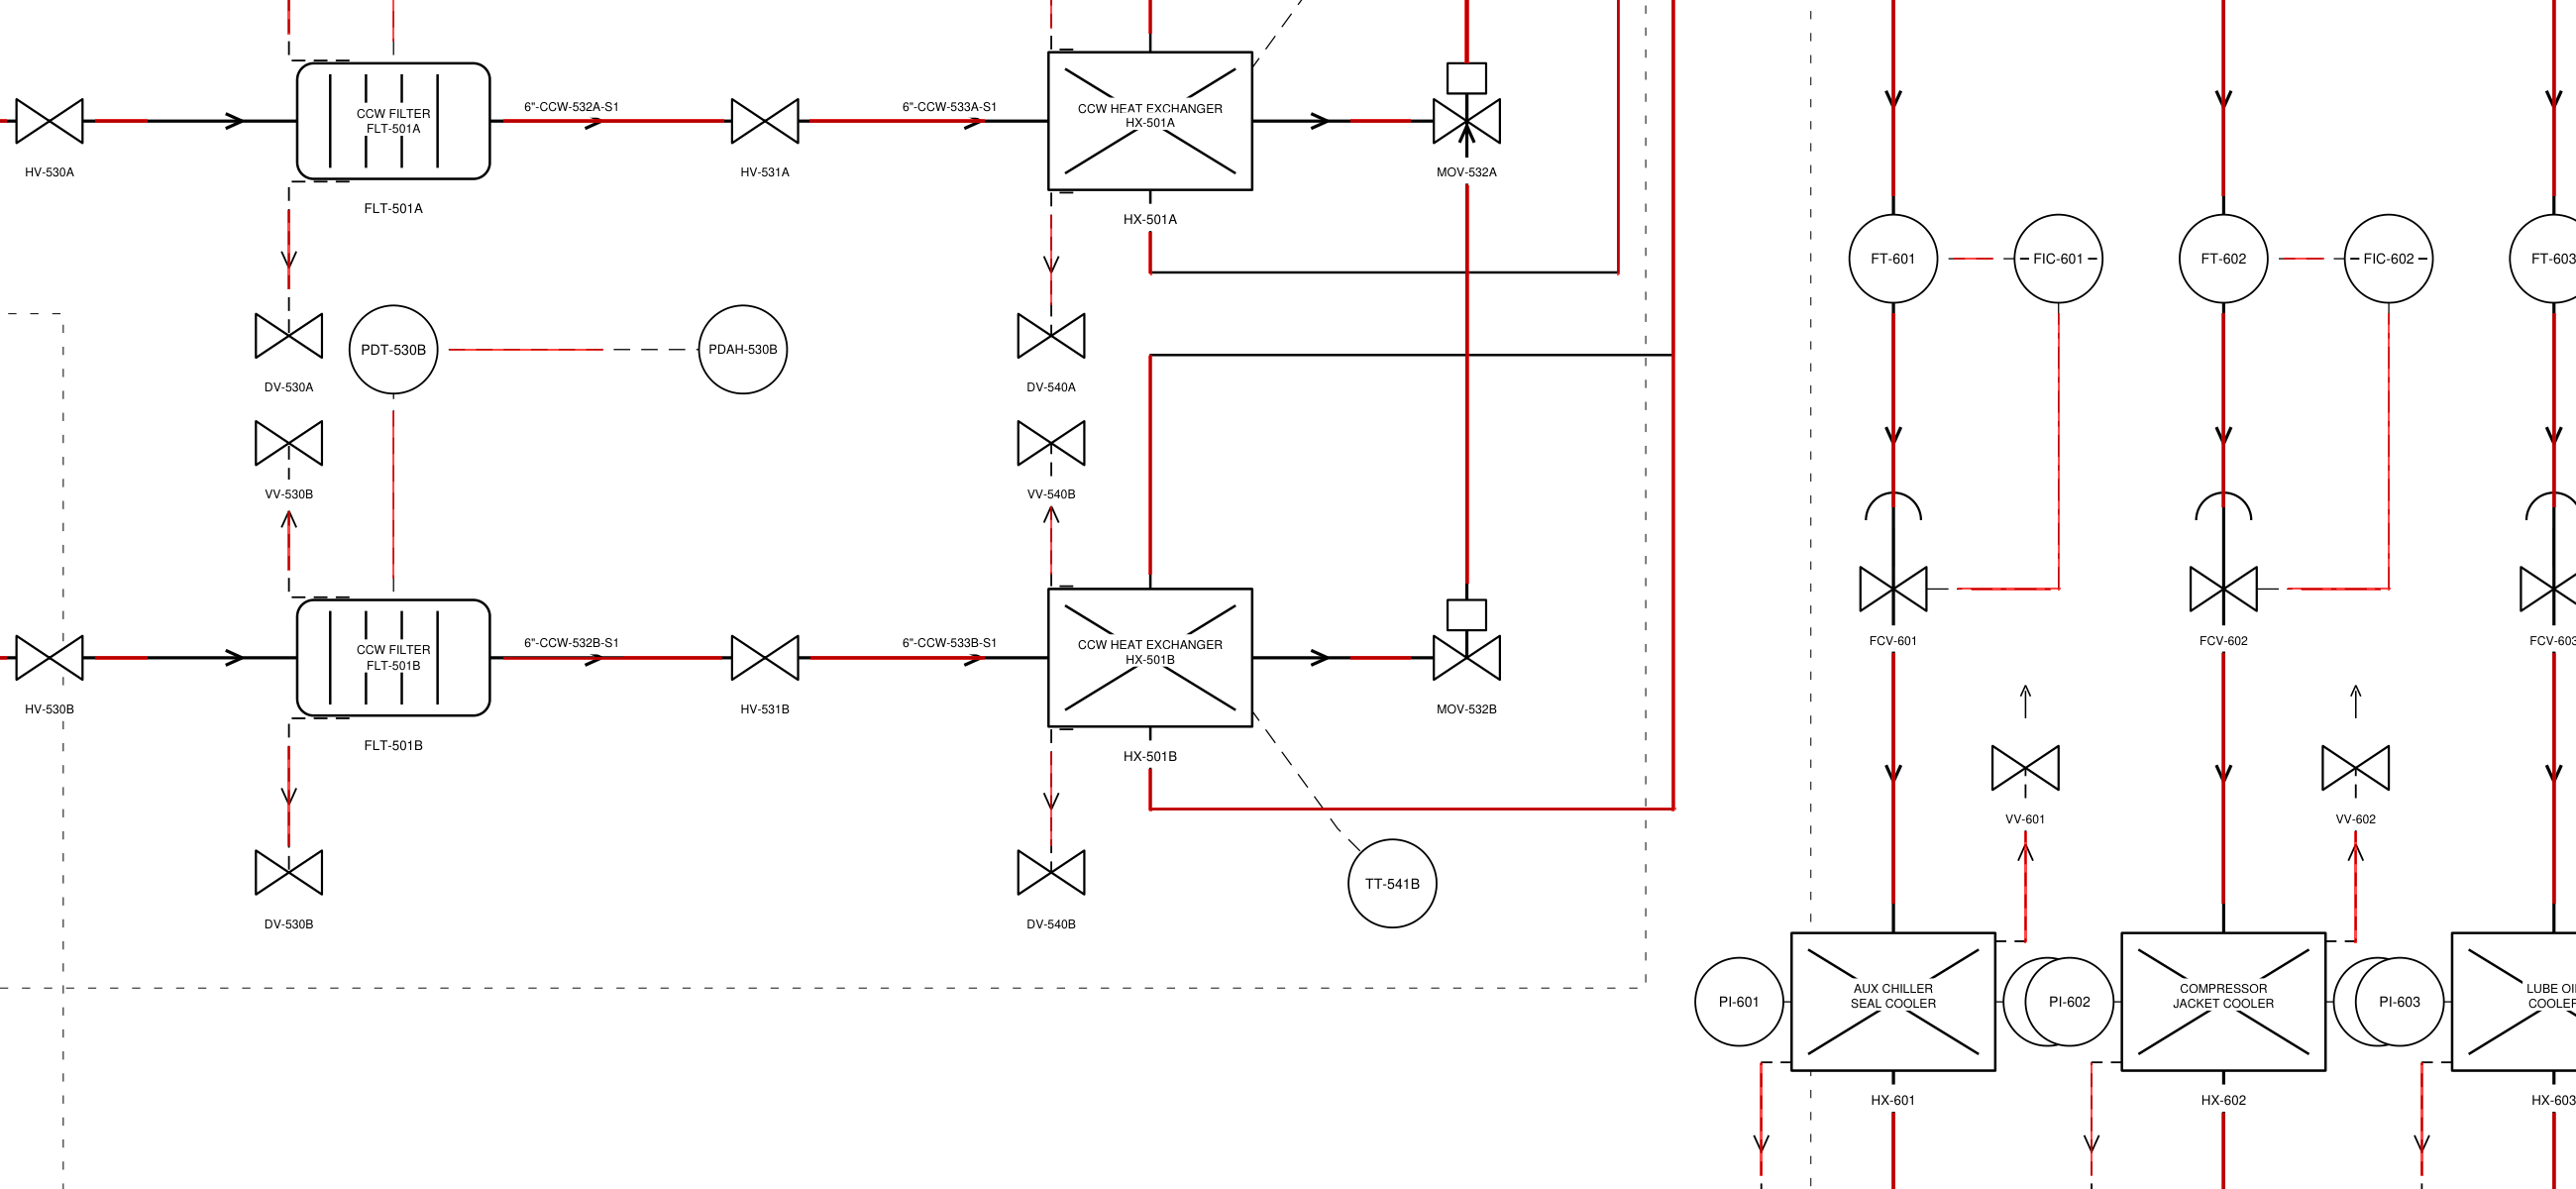 6"-CCW-532A-S1
6"-CCW-533A-S1
CCW FILTER
FLT-501A
CCW HEAT EXCHANGER
HX-501A
HV-530A
HV-531A
MOV-532A
FLT-501A
HX-501A
FT-601
FIC-601
FT-602
FIC-602
FT-603
PDT-530B
PDAH-530B
DV-530A
DV-540A
VV-530B
VV-540B
6"-CCW-532B-S1
6"-CCW-533B-S1
CCW FILTER
FLT-501B
CCW HEAT EXCHANGER
HX-501B
FCV-601
FCV-602
FCV-603
HV-530B
HV-531B
MOV-532B
FLT-501B
HX-501B
VV-601
VV-602
TT-541B
DV-530B
DV-540B
PI-601
AUX CHILLER
SEAL COOLER
PI-602
COMPRESSOR
JACKET COOLER
PI-603
LUBE OIL
COOLER
HX-601
HX-602
HX-603